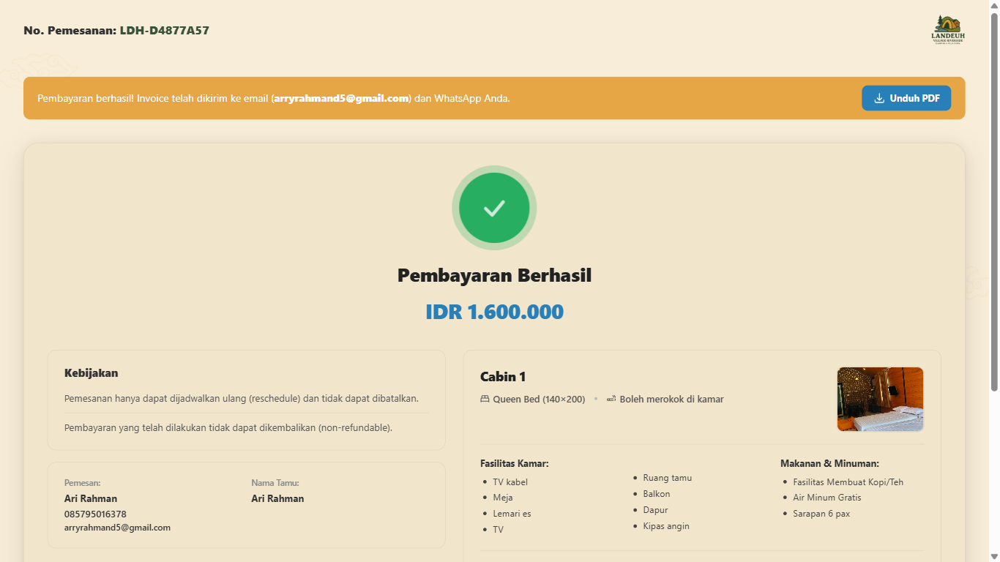 No. Pemesanan: LDH-D4877A57
LANDEUH
VILLAGE RIVERSIDE
Pembayaran berhasil! Invoice telah dikirim ke email (arryrahmand5@gmail.com) dan WhatsApp Anda.
Unduh PDF
Pembayaran Berhasil
IDR 1.600.000
Kebijakan
Pemesanan hanya dapat dijadwalkan ulang (reschedule) dan tidak dapat dibatalkan.
Pembayaran yang telah dilakukan tidak dapat dikembalikan (non-refundable).
Pemesan:
Ari Rahman
085795016378
arryrahmand5@gmail.com
Nama Tamu:
Ari Rahman
Cabin 1
Queen Bed (140×200) • Boleh merokok di kamar
Fasilitas Kamar:
• TV kabel
• Meja
• Lemari es
• TV
• Ruang tamu
• Balkon
• Dapur
• Kipas angin
Makanan & Minuman:
• Fasilitas Membuat Kopi/Teh
• Air Minum Gratis
• Sarapan 6 pax